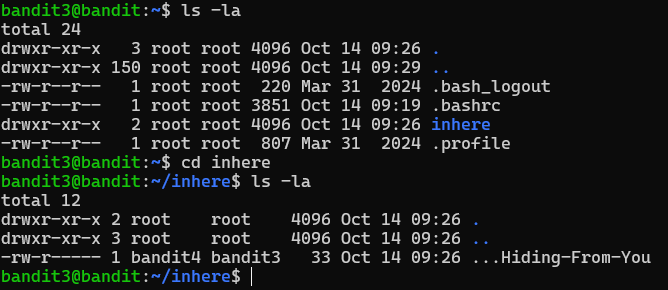 bandit3@bandit:~$ ls -la
total 24
drwxr-xr-x   3 root root 4096 Oct 14 09:26 .
drwxr-xr-x 150 root root 4096 Oct 14 09:29 ..
-rw-r--r--   1 root root  220 Mar 31  2024 .bash_logout
-rw-r--r--   1 root root 3851 Oct 14 09:19 .bashrc
drwxr-xr-x   2 root root 4096 Oct 14 09:26 inhere
-rw-r--r--   1 root root  807 Mar 31  2024 .profile
bandit3@bandit:~$ cd inhere
bandit3@bandit:~/inhere$ ls -la
total 12
drwxr-xr-x 2 root    root    4096 Oct 14 09:26 .
drwxr-xr-x 3 root    root    4096 Oct 14 09:26 ..
-rw-r----- 1 bandit4 bandit3   33 Oct 14 09:26 ...Hiding-From-You
bandit3@bandit:~/inhere$